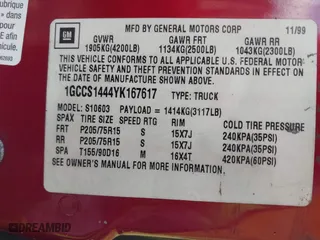 MFD BY GENERAL MOTORS CORP 11/99
GM
GVWR GAWR FRT GAWR RR
1905KG(4200LB) 1134KG(2500LB) 1043KG(2300LB)
THIS VEHICLE CONFORMS TO ALL APPLICABLE U.S. FEDERAL MOTOR
VEHICLE SAFETY AND THEFT PREVENTION STANDARDS IN EFFECT ON
THE DATE OF MANUFACTURE SHOWN ABOVE.
1GCCS1444YK167617 TYPE: TRUCK
MODEL: S10603 PAYLOAD = 1414KG(3117LB)
SPAX TIRE SIZE SPEED RTG RIM COLD TIRE PRESSURE
FRT P205/75R15 S 15X7J 240KPA(35PSI)
RR P205/75R15 S 15X7J 240KPA(35PSI)
SPA T155/90D16 M 16X4T 420KPA(60PSI)
SEE OWNER'S MANUAL FOR MORE INFORMATION.
DREAMBID